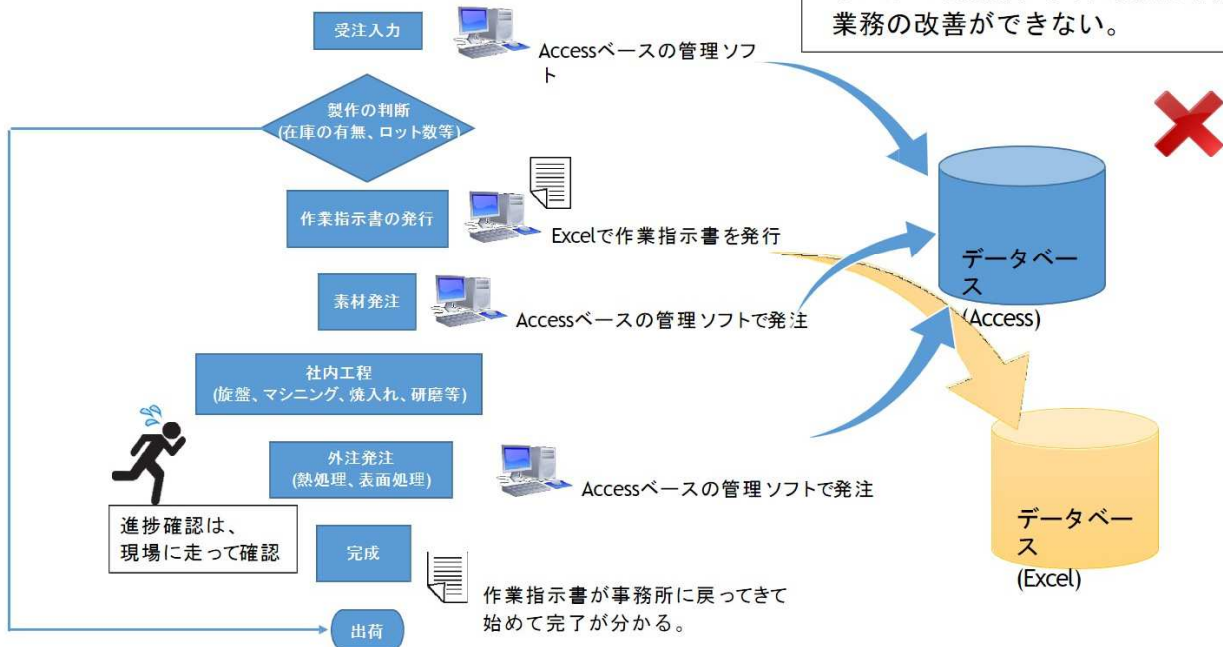 業務の改善ができない。
受注入力
Accessベースの管理ソフ
ト
製作の判断
(在庫の有無、ロット数等)
作業指示書の発行
Excelで作業指示書を発行
素材発注
Accessベースの管理ソフトで発注
データベー
ス
(Access)
社内工程
(旋盤、マシニング、焼入れ、研磨等)
外注発注
(熱処理、表面処理)
Accessベースの管理ソフトで発注
進捗確認は、
現場に走って確認
データベー
ス
(Excel)
完成
作業指示書が事務所に戻ってきて
始めて完了が分かる。
出荷